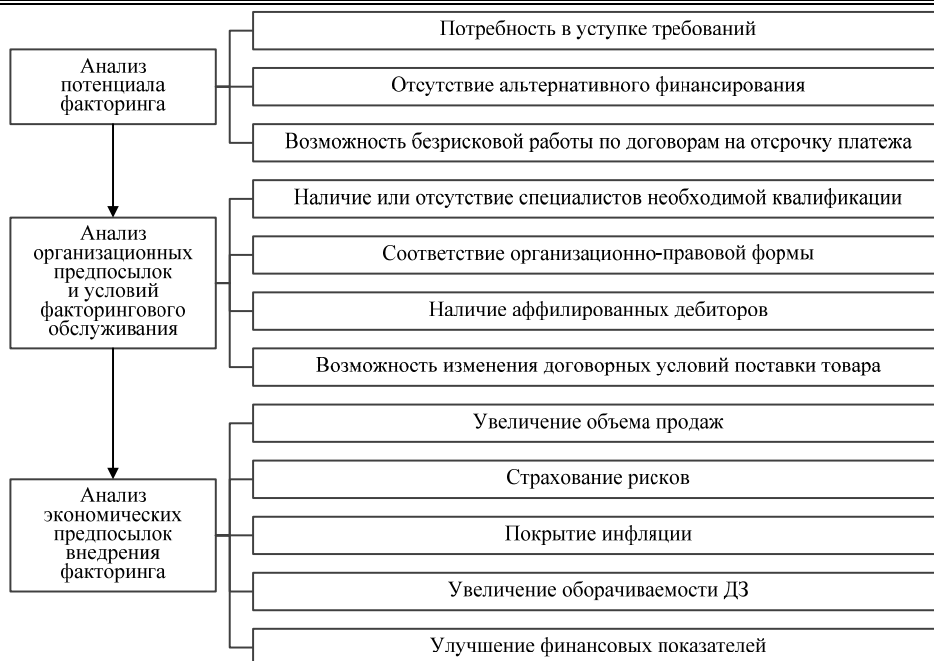 Анализ
потенциала
факторинга
Потребность в уступке требований
Отсутствие альтернативного финансирования
Возможность безрисковой работы по договорам на отсрочку платежа
Анализ
организационных
предпосылок
и условий
факторингового
обслуживания
Наличие или отсутствие специалистов необходимой квалификации
Соответствие организационно-правовой формы
Наличие аффилированных дебиторов
Возможность изменения договорных условий поставки товара
Анализ
экономических
предпосылок
внедрения
факторинга
Увеличение объема продаж
Страхование рисков
Покрытие инфляции
Увеличение оборачиваемости ДЗ
Улучшение финансовых показателей